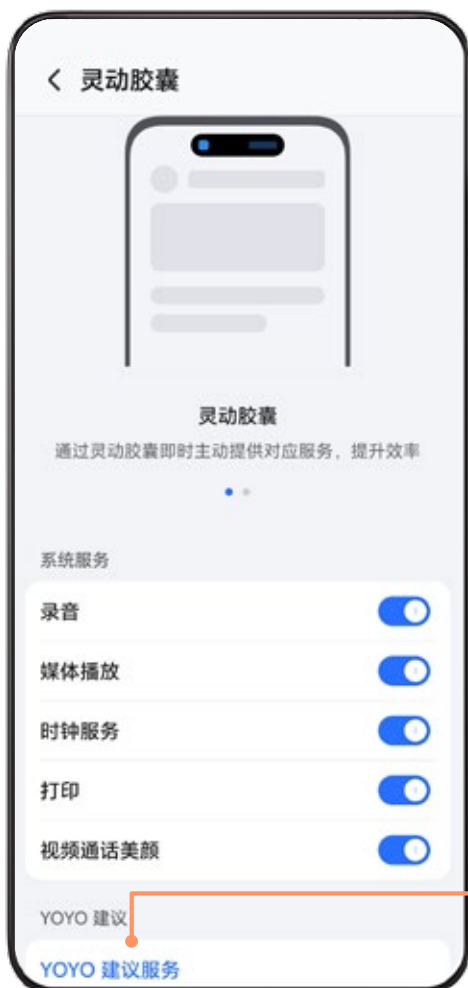 灵动胶囊
灵动胶囊
通过灵动胶囊即时主动提供对应服务，提升效率
系统服务
录音
媒体播放
时钟服务
打印
视频通话美颜
YOYO 建议
YOYO 建议服务